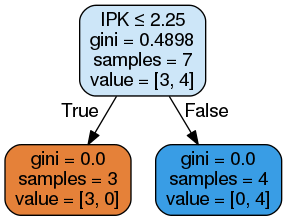 IPK ≤ 2.25
gini = 0.4898
samples = 7
value = [3, 4]
True
False
gini = 0.0
samples = 3
value = [3, 0]
gini = 0.0
samples = 4
value = [0, 4]